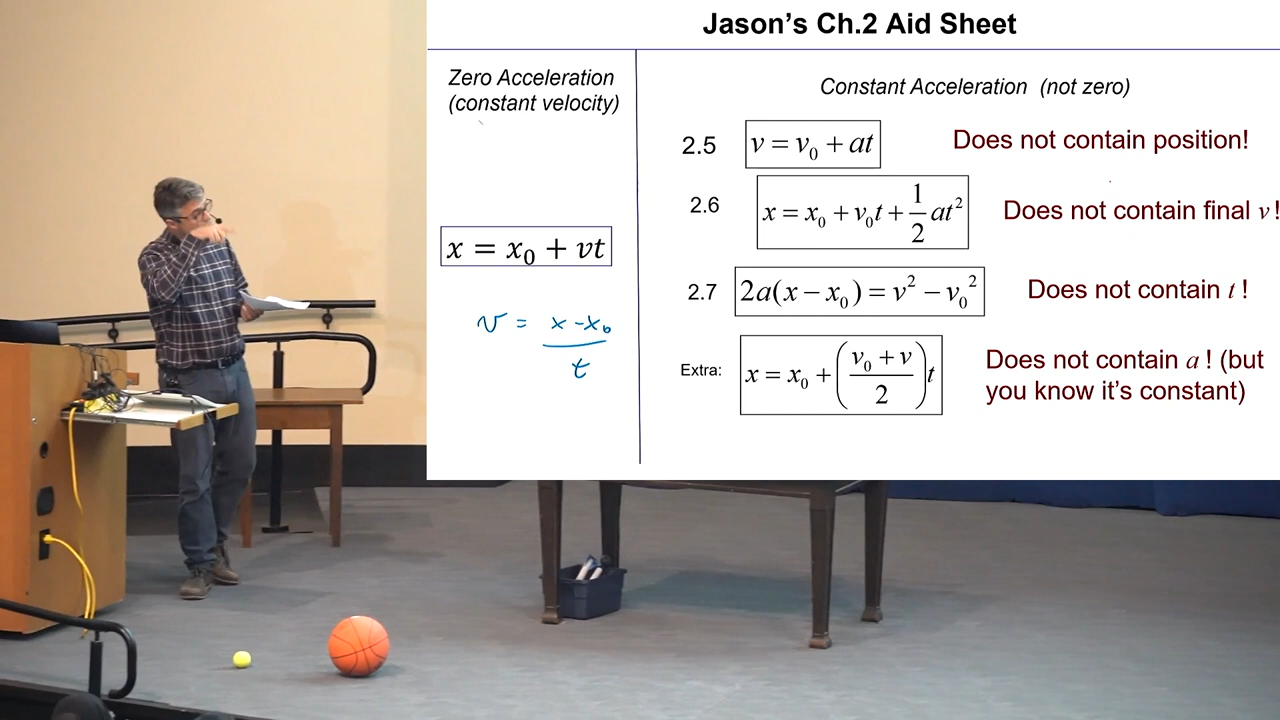 Jason's Ch.2 Aid Sheet
Zero Acceleration
(constant velocity)
x = x₀ + vt
v = (x - x₀)/t
Constant Acceleration (not zero)
2.5 v = v₀ + at Does not contain position!
2.6 x = x₀ + v₀t + 1/2 at² Does not contain final v!
2.7 2a(x − x₀) = v² − v₀² Does not contain t !
Extra: x = x₀ + ((v₀ + v)/2)t Does not contain a ! (but
you know it's constant)